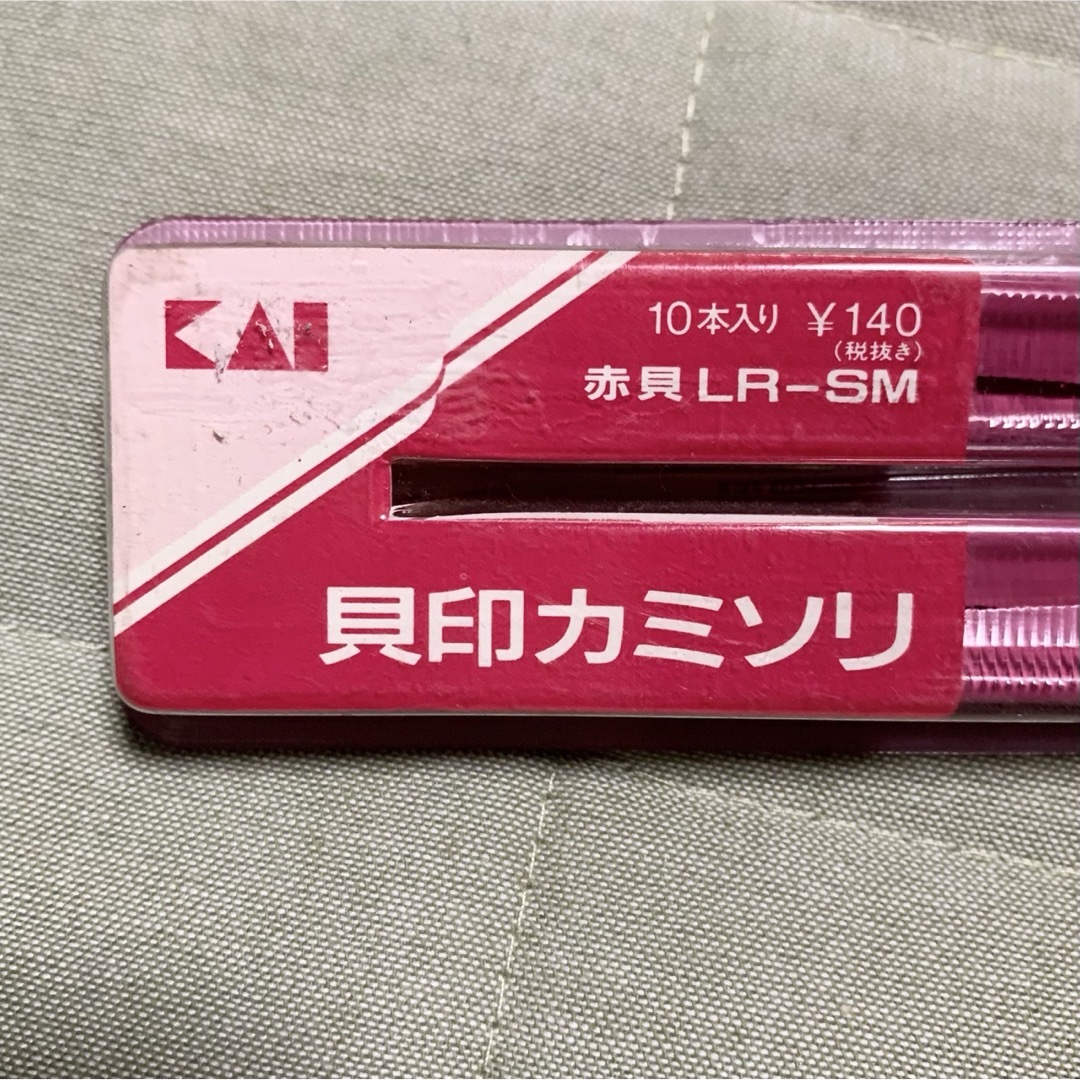 KAI
10本入り ¥140
(税抜き)
赤貝 LR-SM
貝印カミソリ